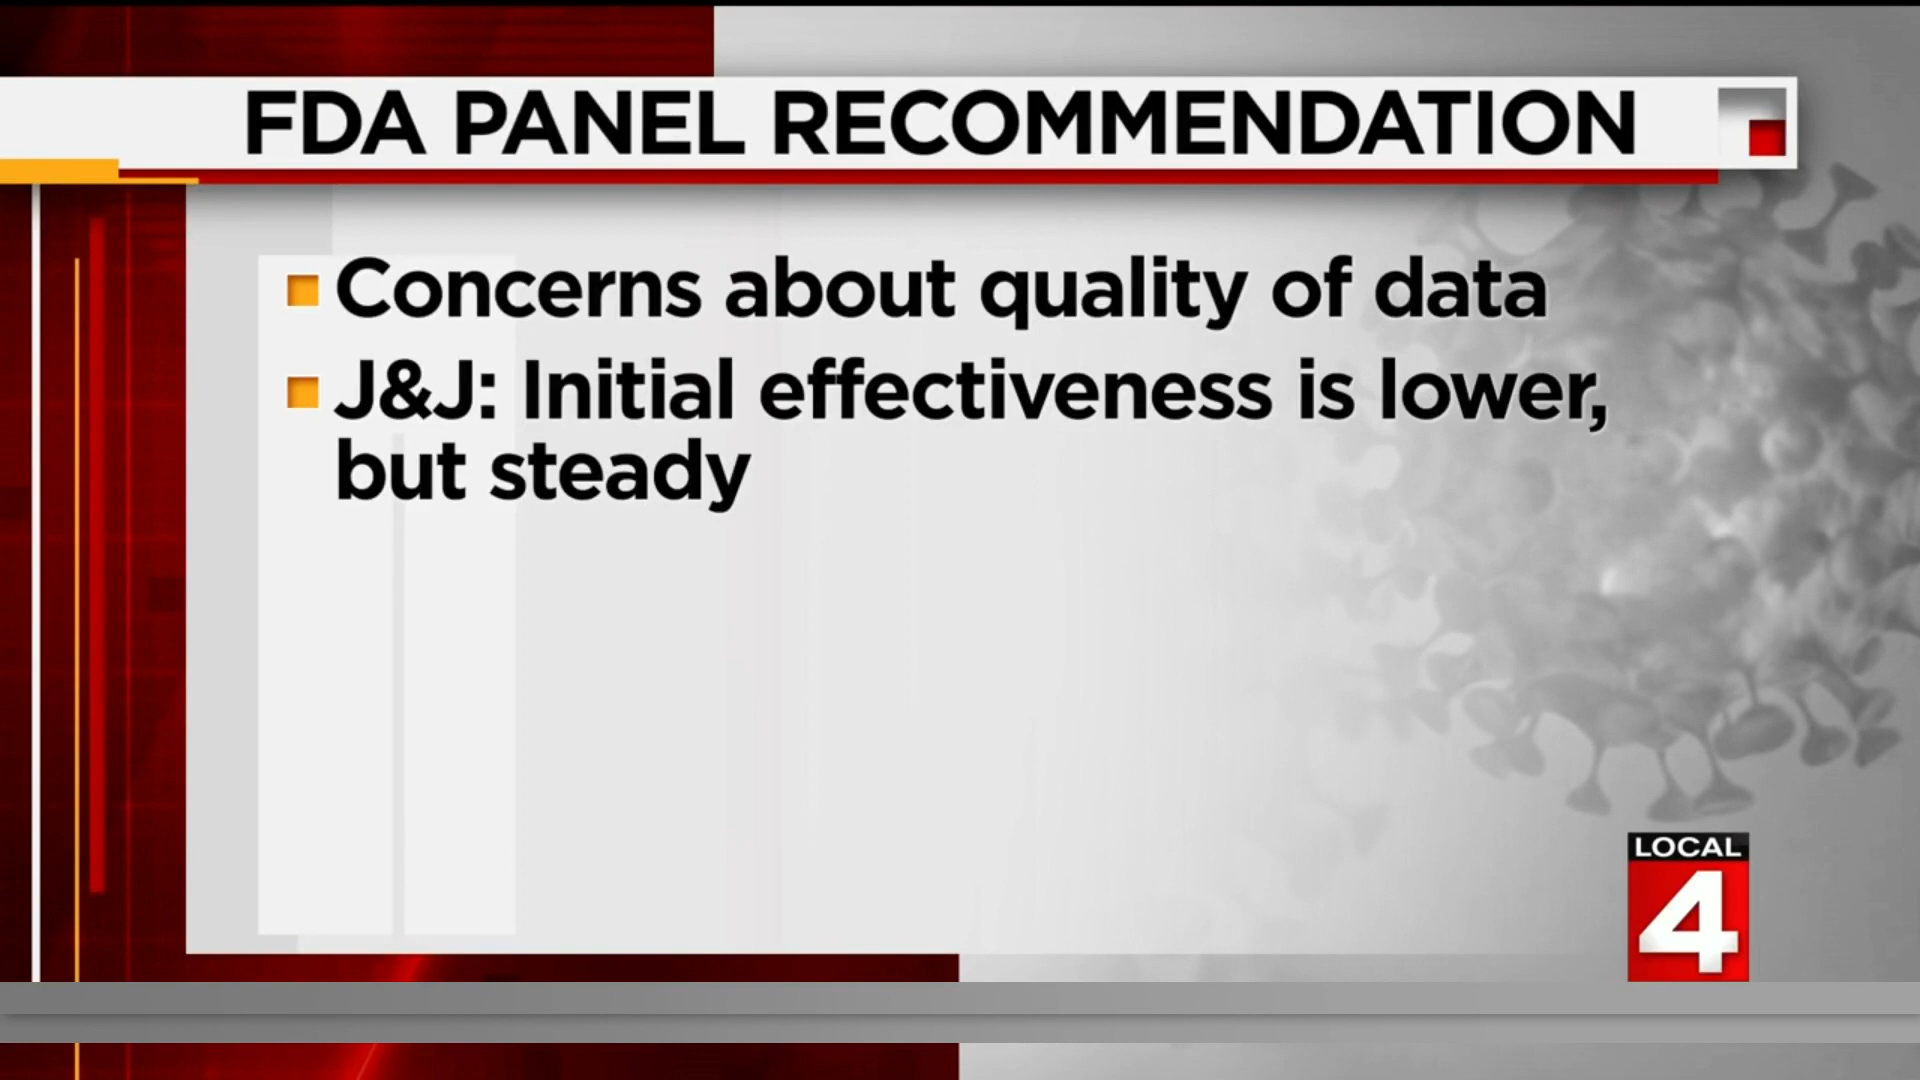 FDA PANEL RECOMMENDATION
Concerns about quality of data
J&J: Initial effectiveness is lower,
but steady
LOCAL
4